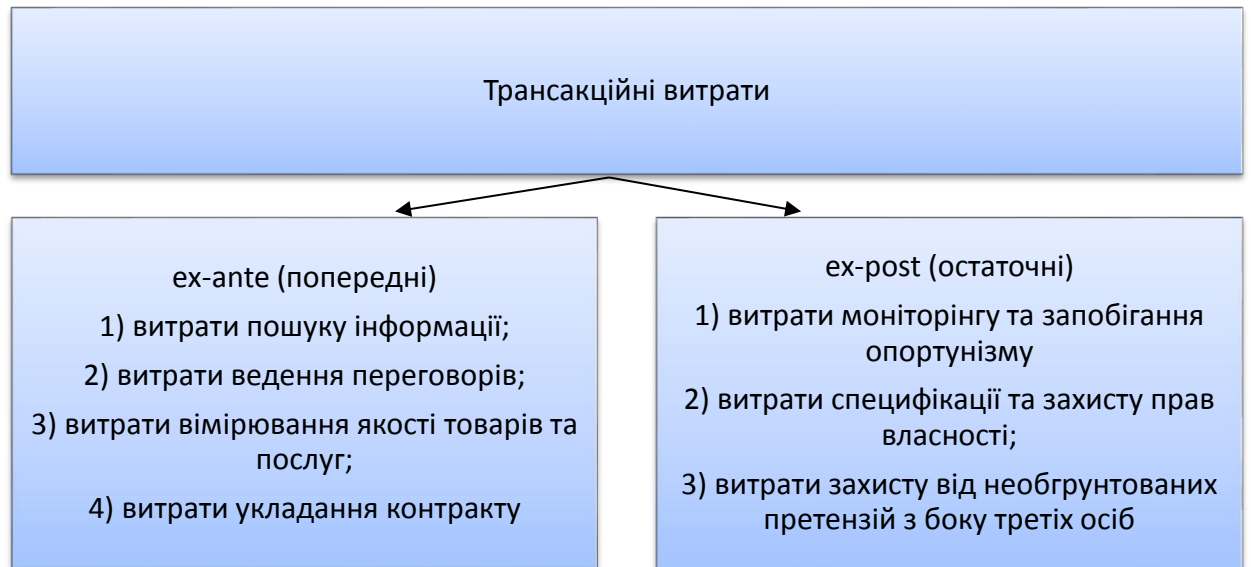 Трансакційні витрати
ex-ante (попередні)
1) витрати пошуку інформації;
2) витрати ведення переговорів;
3) витрати вімірювання якості товарів та
послуг;
4) витрати укладання контракту
ex-post (остаточні)
1) витрати моніторінгу та запобігання
опортунізму
2) витрати специфікації та захисту прав
власності;
3) витрати захисту від необгрунтованих
претензій з боку третіх осіб